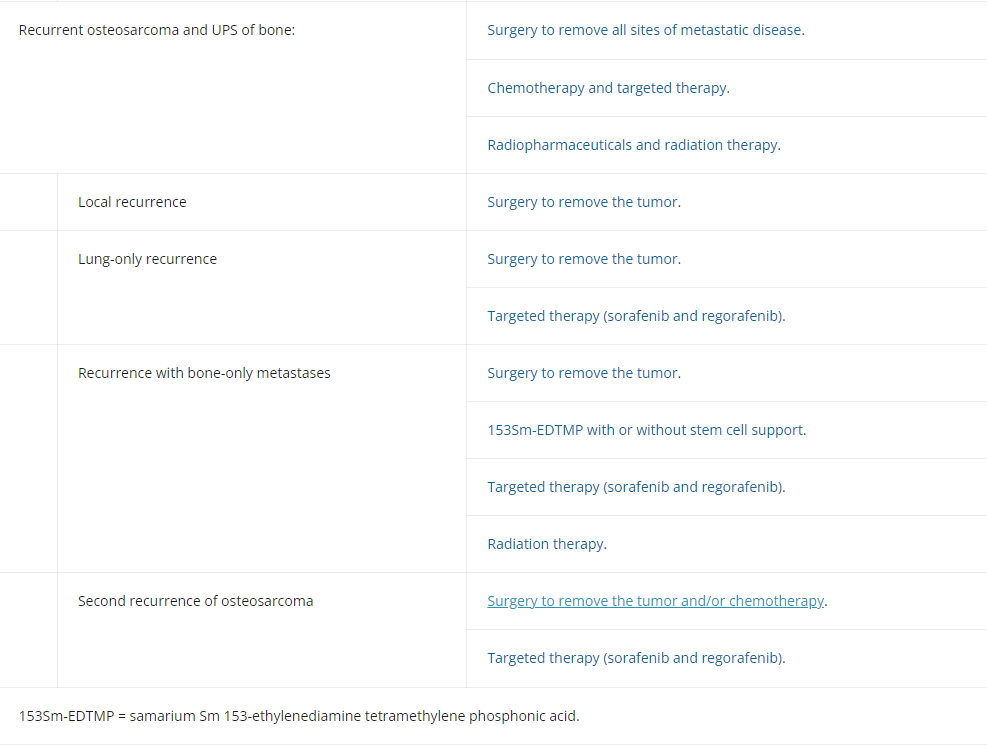 Recurrent osteosarcoma and UPS of bone:
Surgery to remove all sites of metastatic disease.
Chemotherapy and targeted therapy.
Radiopharmaceuticals and radiation therapy.
Local recurrence
Surgery to remove the tumor.
Lung-only recurrence
Surgery to remove the tumor.
Targeted therapy (sorafenib and regorafenib).
Recurrence with bone-only metastases
Surgery to remove the tumor.
153Sm-EDTMP with or without stem cell support.
Targeted therapy (sorafenib and regorafenib).
Radiation therapy.
Second recurrence of osteosarcoma
Surgery to remove the tumor and/or chemotherapy.
Targeted therapy (sorafenib and regorafenib).
153Sm-EDTMP = samarium Sm 153-ethylenediamine tetramethylene phosphonic acid.